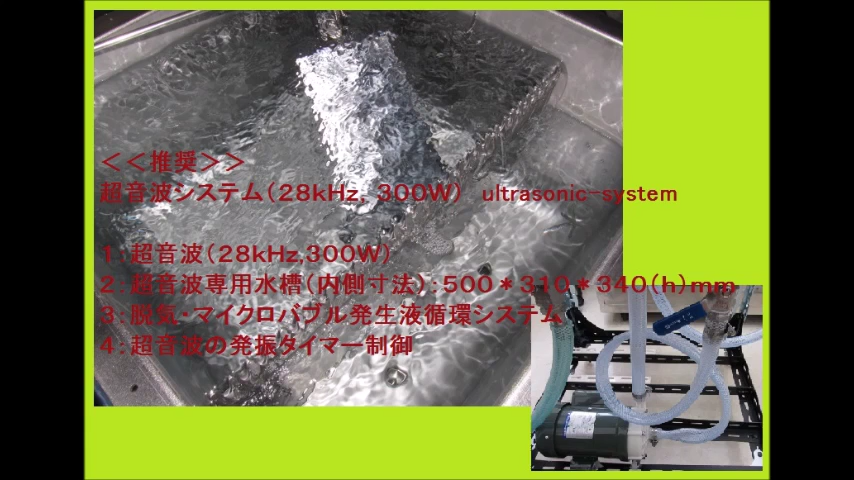 ＜＜推奨＞＞
超音波システム（２８ｋＨｚ，３００Ｗ） ultrasonic-system
１：超音波（２８ｋＨｚ,３００Ｗ）
２：超音波専用水槽（内側寸法）：５００＊３１０＊３４０（ｈ）ｍｍ
３：脱気・マイクロバブル発生液循環システム
４：超音波の発振タイマー制御